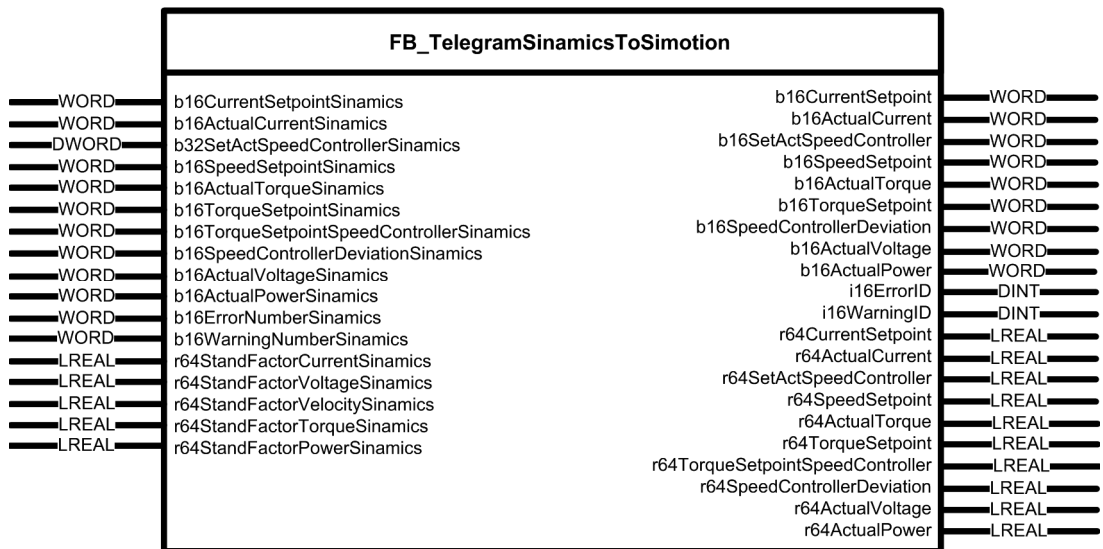 FB_TelegramSinamicsToSimotion
WORD b16CurrentSetpointSinamics b16CurrentSetpoint WORD
WORD b16ActualCurrentSinamics b16ActualCurrent WORD
DWORD b32SetActSpeedControllerSinamics b16SetActSpeedController WORD
WORD b16SpeedSetpointSinamics b16SpeedSetpoint WORD
WORD b16ActualTorqueSinamics b16ActualTorque WORD
WORD b16TorqueSetpointSinamics b16TorqueSetpoint WORD
WORD b16TorqueSetpointSpeedControllerSinamics b16SpeedControllerDeviation WORD
WORD b16SpeedControllerDeviationSinamics b16ActualVoltage WORD
WORD b16ActualVoltageSinamics b16ActualPower WORD
WORD b16ActualPowerSinamics i16ErrorID DINT
WORD b16ErrorNumberSinamics i16WarningID DINT
WORD b16WarningNumberSinamics r64CurrentSetpoint LREAL
LREAL r64StandFactorCurrentSinamics r64ActualCurrent LREAL
LREAL r64StandFactorVoltageSinamics r64SetActSpeedController LREAL
LREAL r64StandFactorVelocitySinamics r64SpeedSetpoint LREAL
LREAL r64StandFactorTorqueSinamics r64ActualTorque LREAL
LREAL r64StandFactorPowerSinamics r64TorqueSetpoint LREAL
r64TorqueSetpointSpeedController LREAL
r64SpeedControllerDeviation LREAL
r64ActualVoltage LREAL
r64ActualPower LREAL